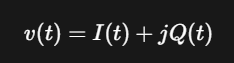 v(t) = I(t) + jQ(t)